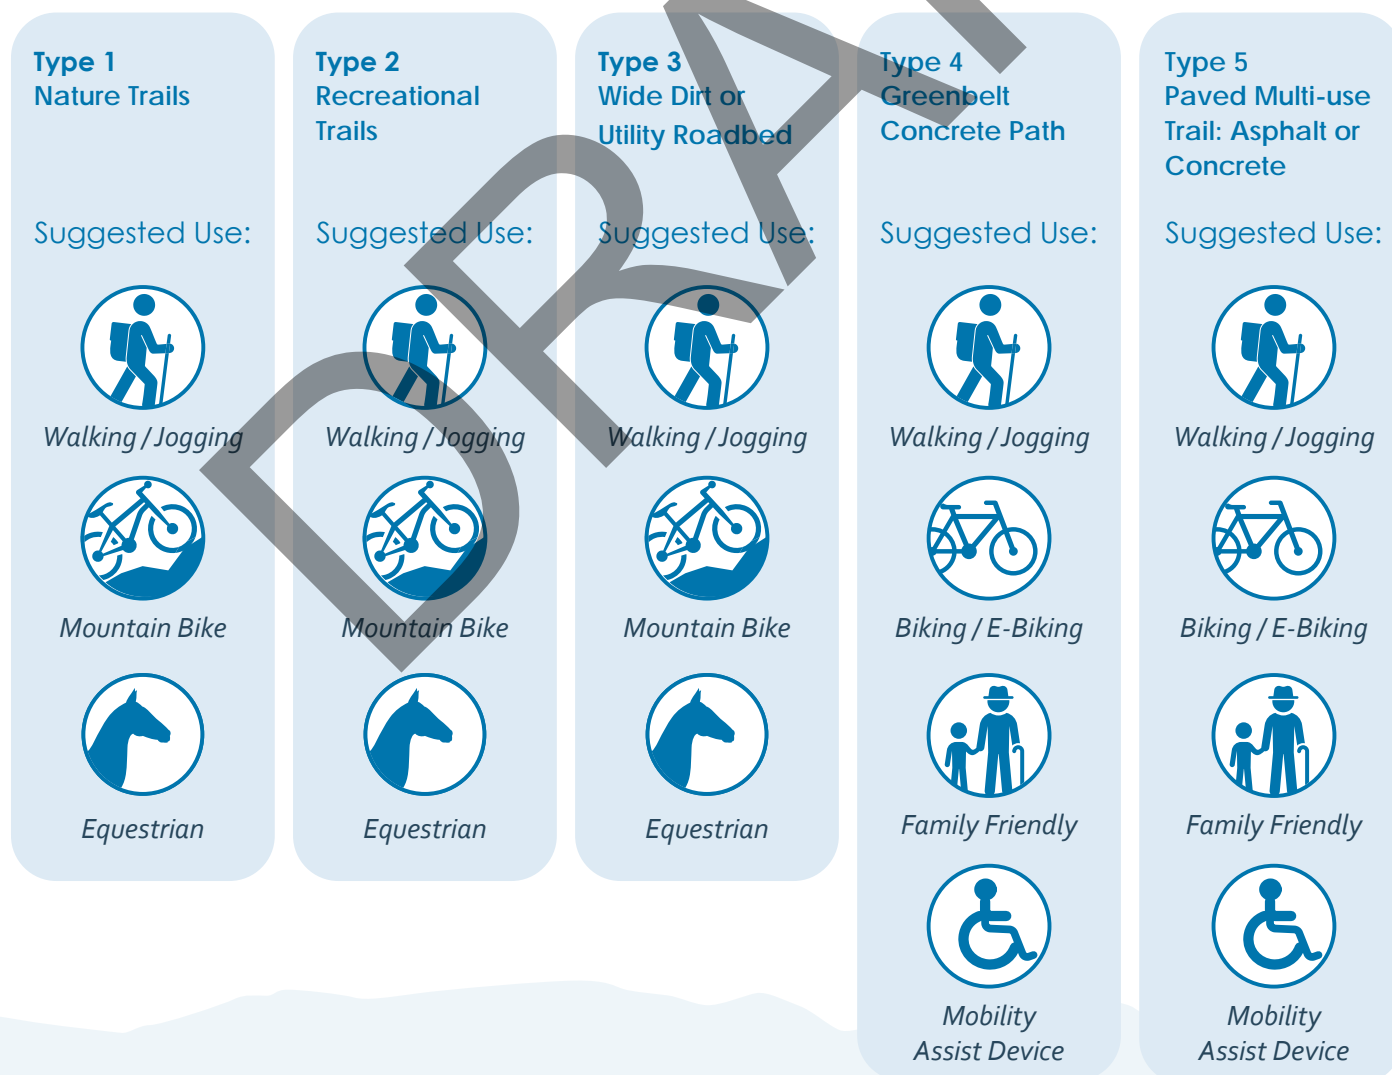 Type 1
Nature Trails
Suggested Use:
Walking / Jogging
Mountain Bike
Equestrian
Type 2
Recreational
Trails
Suggested Use:
Walking / Jogging
Mountain Bike
Equestrian
Type 3
Wide Dirt or
Utility Roadbed
Suggested Use:
Walking / Jogging
Mountain Bike
Equestrian
Type 4
Greenbelt
Concrete Path
Suggested Use:
Walking / Jogging
Biking / E-Biking
Family Friendly
Mobility
Assist Device
Type 5
Paved Multi-use
Trail: Asphalt or
Concrete
Suggested Use:
Walking / Jogging
Biking / E-Biking
Family Friendly
Mobility
Assist Device